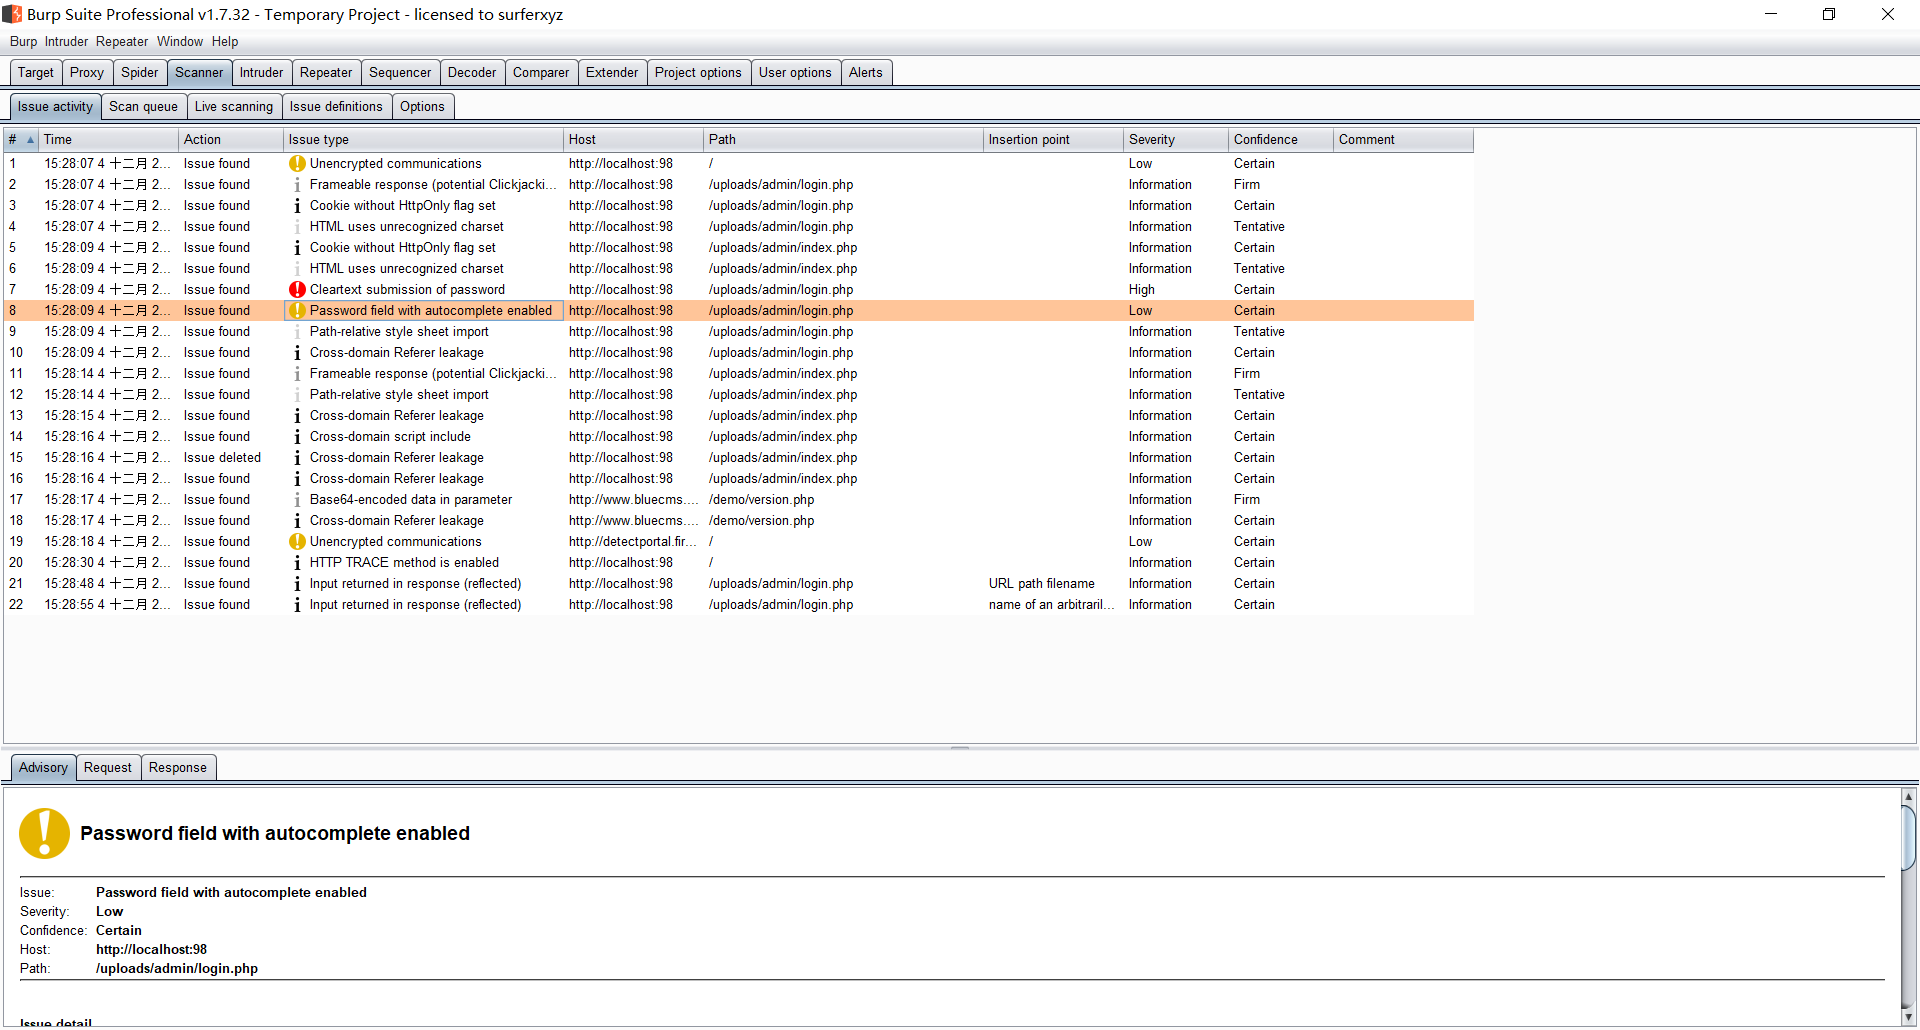 Burp Suite Professional v1.7.32 - Temporary Project - licensed to surferxyz
Burp Intruder Repeater Window Help
Target Proxy Spider Scanner Intruder Repeater Sequencer Decoder Comparer Extender Project options User options Alerts
Issue activity Scan queue Live scanning Issue definitions Options
# Time Action Issue type Host Path Insertion point Severity Confidence Comment
1 15:28:07 4 十二月 2... Issue found Unencrypted communications http://localhost:98 / Low Certain
2 15:28:07 4 十二月 2... Issue found Frameable response (potential Clickjacki... http://localhost:98 /uploads/admin/login.php Information Firm
3 15:28:07 4 十二月 2... Issue found Cookie without HttpOnly flag set http://localhost:98 /uploads/admin/login.php Information Certain
4 15:28:07 4 十二月 2... Issue found HTML uses unrecognized charset http://localhost:98 /uploads/admin/login.php Information Tentative
5 15:28:09 4 十二月 2... Issue found Cookie without HttpOnly flag set http://localhost:98 /uploads/admin/index.php Information Certain
6 15:28:09 4 十二月 2... Issue found HTML uses unrecognized charset http://localhost:98 /uploads/admin/index.php Information Tentative
7 15:28:09 4 十二月 2... Issue found Cleartext submission of password http://localhost:98 /uploads/admin/login.php High Certain
8 15:28:09 4 十二月 2... Issue found Password field with autocomplete enabled http://localhost:98 /uploads/admin/login.php Low Certain
9 15:28:09 4 十二月 2... Issue found Path-relative style sheet import http://localhost:98 /uploads/admin/login.php Information Tentative
10 15:28:09 4 十二月 2... Issue found Cross-domain Referer leakage http://localhost:98 /uploads/admin/login.php Information Certain
11 15:28:14 4 十二月 2... Issue found Frameable response (potential Clickjacki... http://localhost:98 /uploads/admin/index.php Information Firm
12 15:28:14 4 十二月 2... Issue found Path-relative style sheet import http://localhost:98 /uploads/admin/index.php Information Tentative
13 15:28:15 4 十二月 2... Issue found Cross-domain Referer leakage http://localhost:98 /uploads/admin/index.php Information Certain
14 15:28:16 4 十二月 2... Issue found Cross-domain script include http://localhost:98 /uploads/admin/index.php Information Certain
15 15:28:16 4 十二月 2... Issue deleted Cross-domain Referer leakage http://localhost:98 /uploads/admin/index.php Information Certain
16 15:28:16 4 十二月 2... Issue found Cross-domain Referer leakage http://localhost:98 /uploads/admin/index.php Information Certain
17 15:28:17 4 十二月 2... Issue found Base64-encoded data in parameter http://www.bluecms.... /demo/version.php Information Firm
18 15:28:17 4 十二月 2... Issue found Cross-domain Referer leakage http://www.bluecms.... /demo/version.php Information Certain
19 15:28:18 4 十二月 2... Issue found Unencrypted communications http://detectportal.fir... / Low Certain
20 15:28:30 4 十二月 2... Issue found HTTP TRACE method is enabled http://localhost:98 / Information Certain
21 15:28:48 4 十二月 2... Issue found Input returned in response (reflected) http://localhost:98 /uploads/admin/login.php URL path filename Information Certain
22 15:28:55 4 十二月 2... Issue found Input returned in response (reflected) http://localhost:98 /uploads/admin/login.php name of an arbitraril... Information Certain
Advisory Request Response
Password field with autocomplete enabled
Issue: Password field with autocomplete enabled
Severity: Low
Confidence: Certain
Host: http://localhost:98
Path: /uploads/admin/login.php
Issue detail